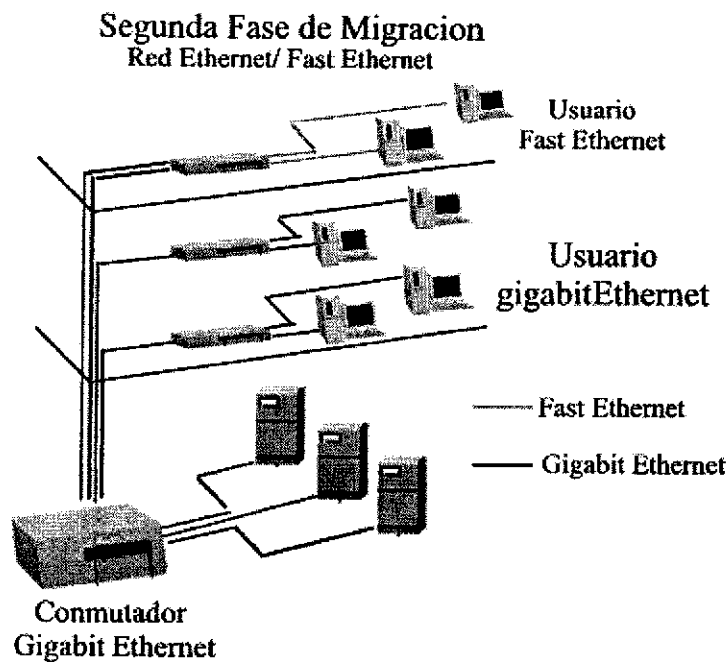 Segunda Fase de Migracion
Red Ethernet/ Fast Ethernet
Usuario
Fast Ethernet
Usuario
gigabitEthernet
Fast Ethernet
Gigabit Ethernet
Conmutador
Gigabit Ethernet